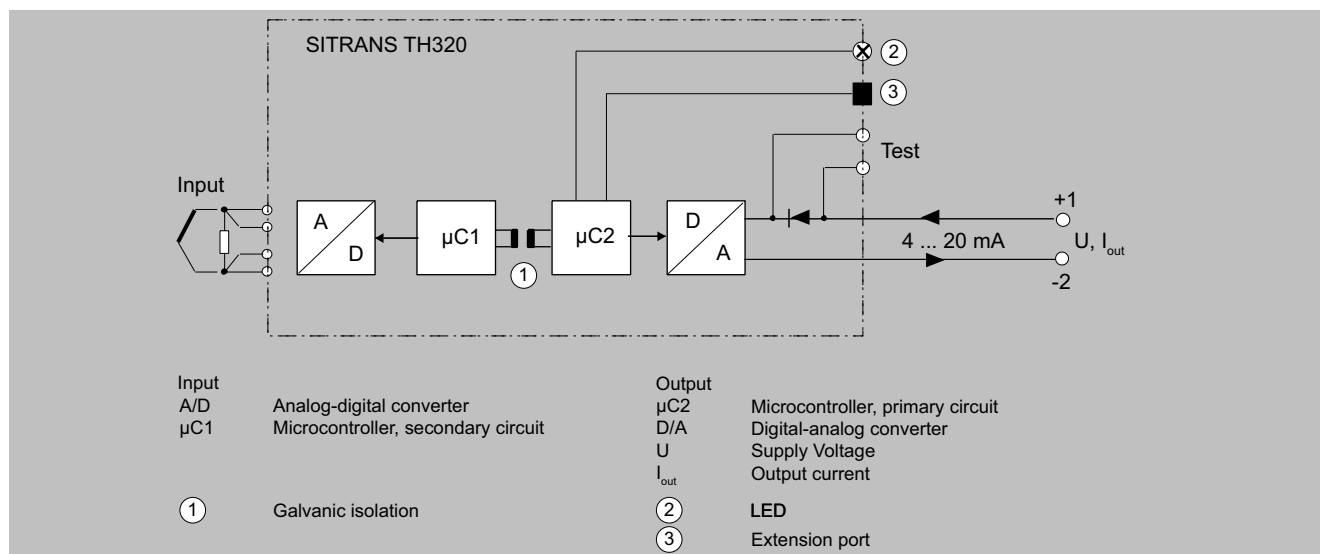 SITRANS TH320
2
3
Test
Input
A
D
µC1
µC2
D
A
1
+1
4 ... 20 mA
U, Iout
-2
Input
A/D Analog-digital converter
µC1 Microcontroller, secondary circuit
1 Galvanic isolation
Output
µC2 Microcontroller, primary circuit
D/A Digital-analog converter
U Supply Voltage
Iout Output current
2 LED
3 Extension port